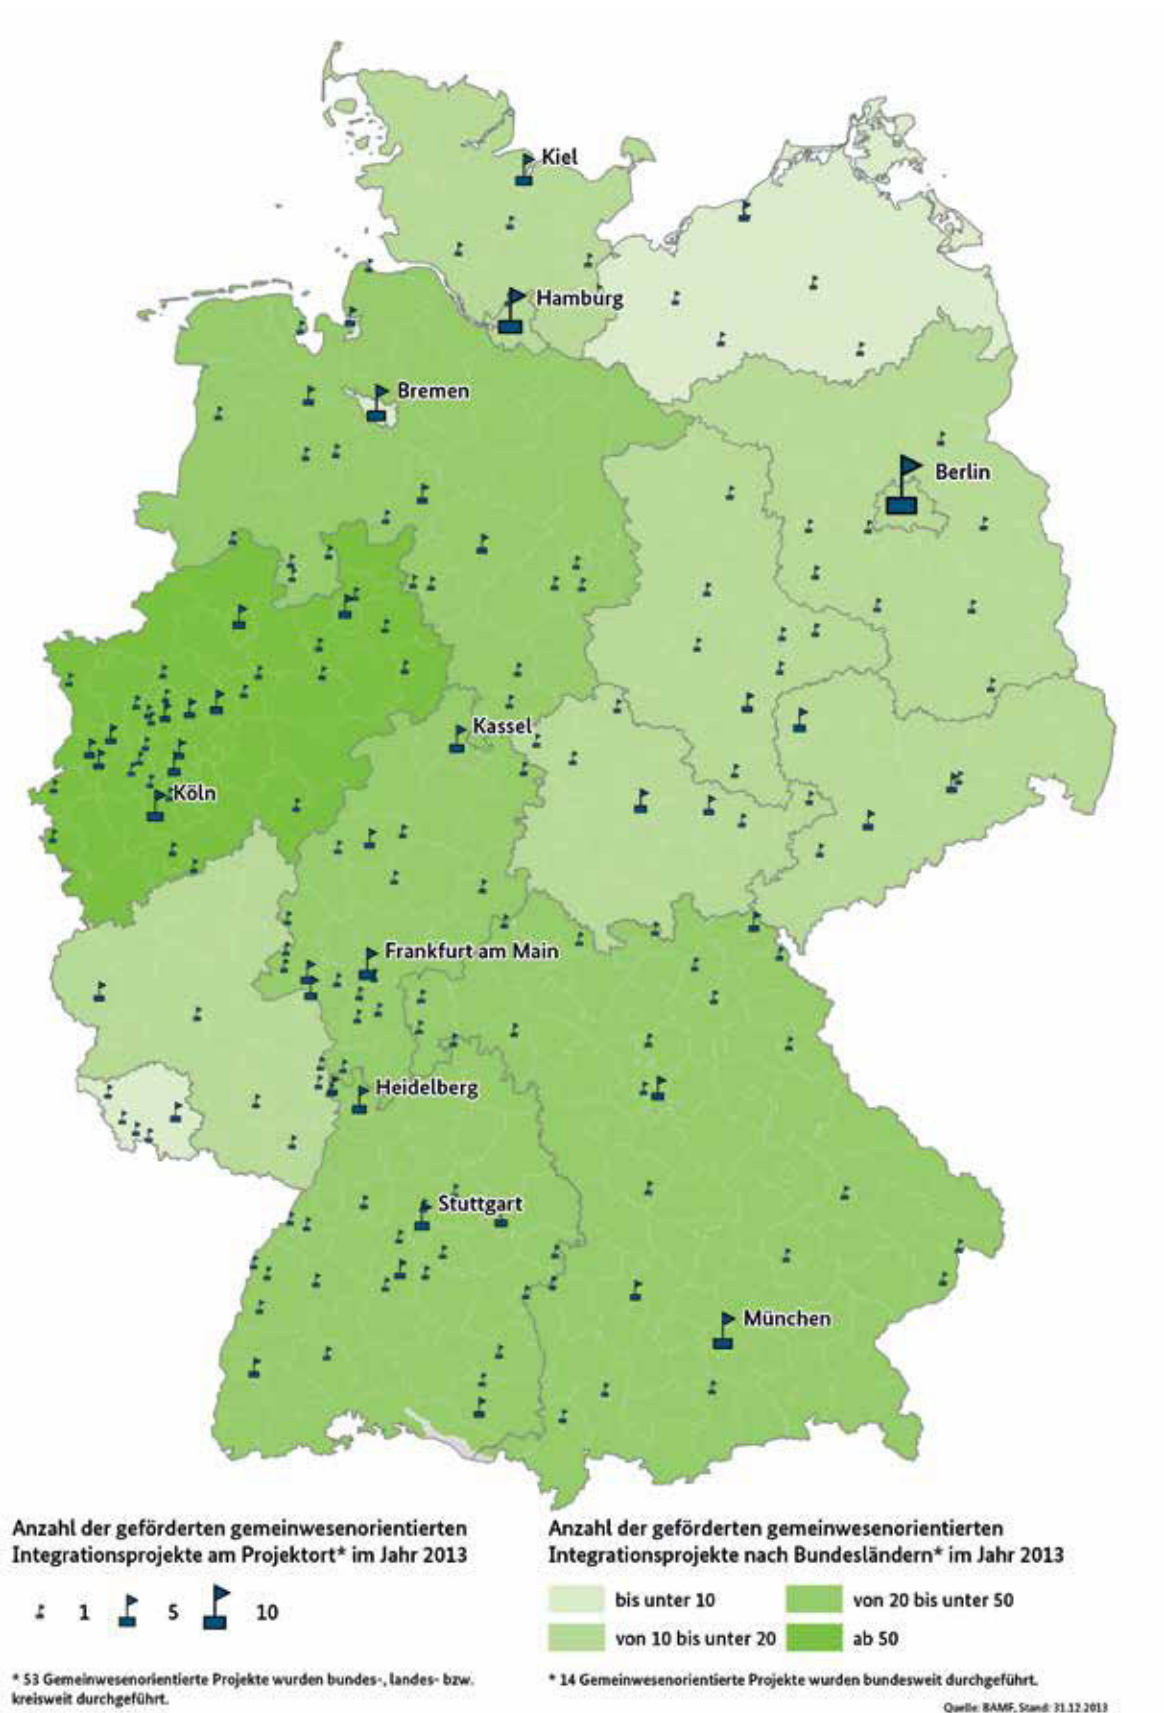 Kiel
Hamburg
Bremen
Berlin
Kassel
Köln
Frankfurt am Main
Heidelberg
Stuttgart
München
Anzahl der geförderten gemeinwesenorientierten
Integrationsprojekte am Projektort* im Jahr 2013
1 5 10
* 53 Gemeinwesenorientierte Projekte wurden bundes-, landes- bzw.
kreisweit durchgeführt.
Anzahl der geförderten gemeinwesenorientierten
Integrationsprojekte nach Bundesländern* im Jahr 2013
bis unter 10 von 20 bis unter 50
von 10 bis unter 20 ab 50
* 14 Gemeinwesenorientierte Projekte wurden bundesweit durchgeführt.
Quelle: BAMF, Stand: 31.12.2013